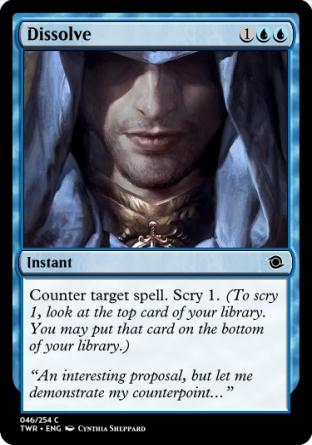 Dissolve 1
Instant
Counter target spell. Scry 1. (To scry
1, look at the top card of your library.
You may put that card on the bottom
of your library.)
“An interesting proposal, but let me
demonstrate my counterpoint...”
046/254 C
TWR • ENG Cynthia Sheppard